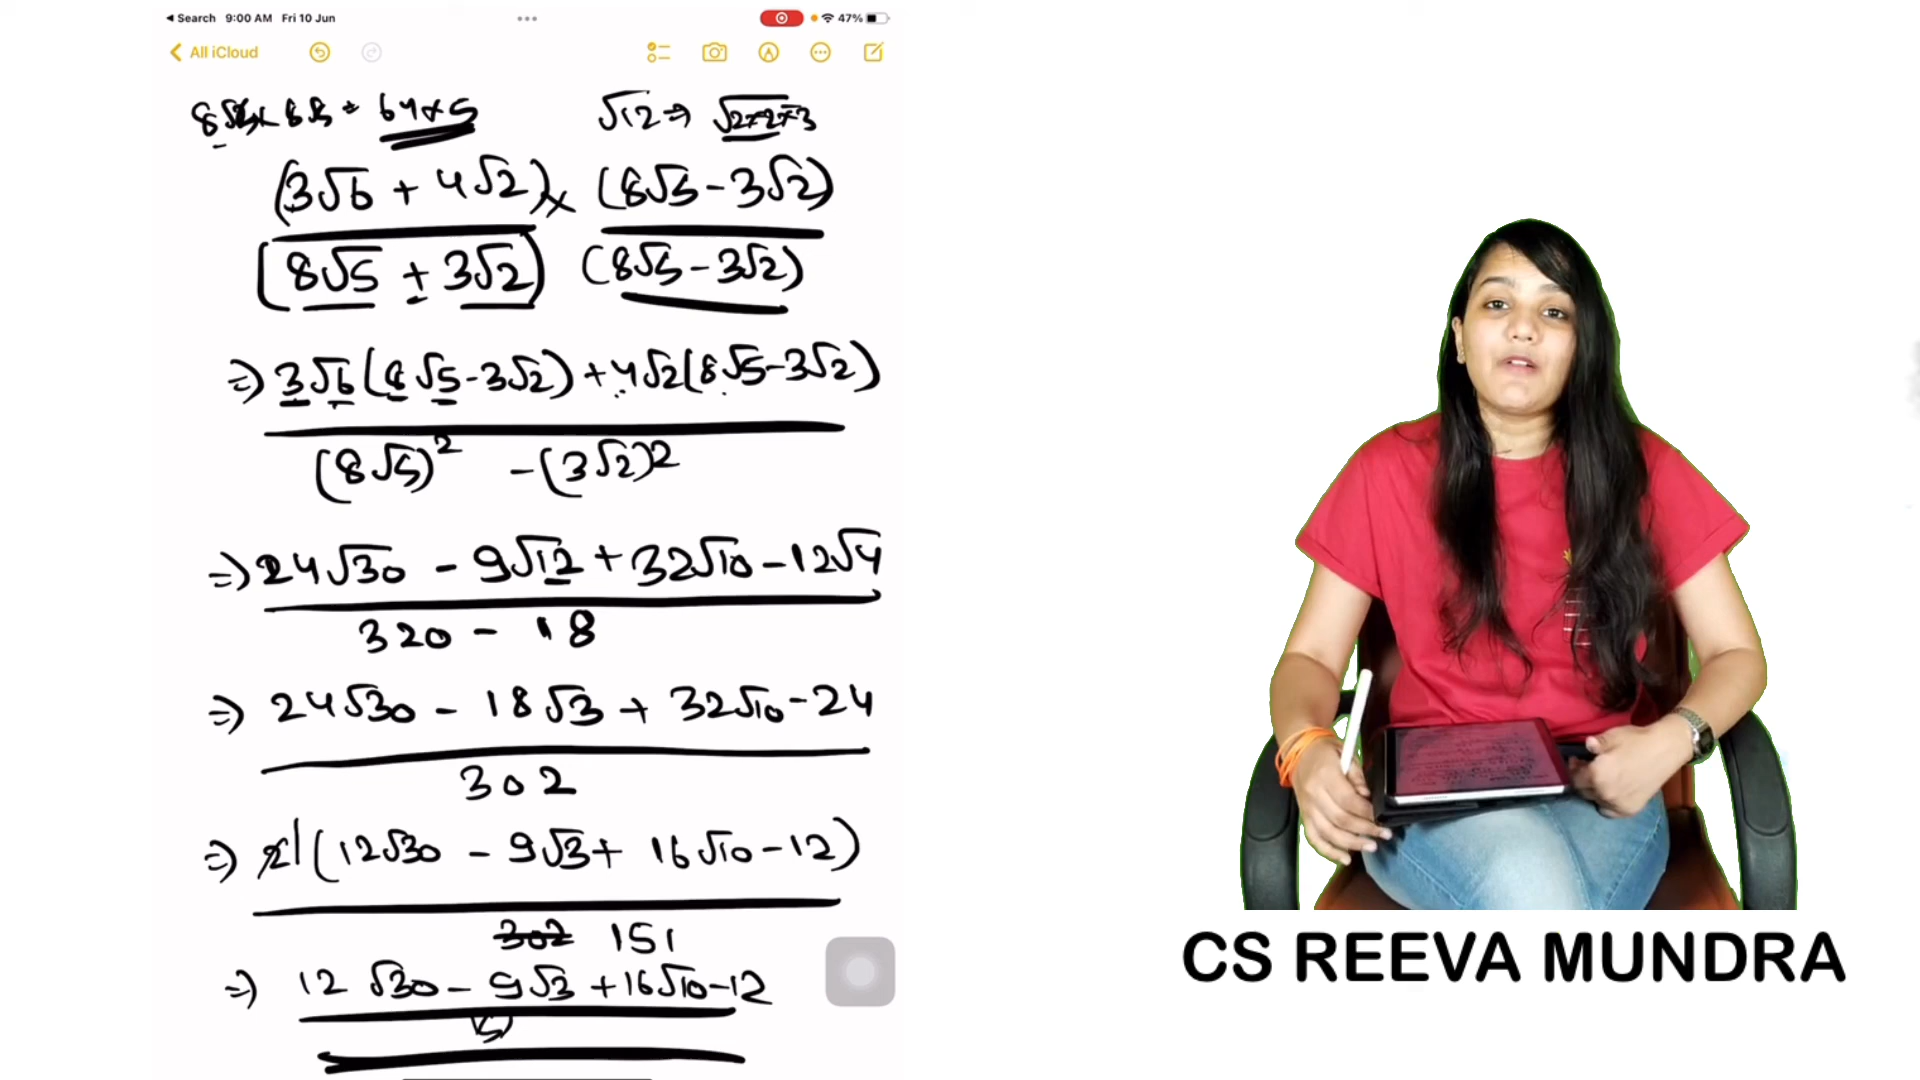 Search 9:00 AM Fri 10 Jun 47%
All iCloud
= 64×5 √12 ⇒ √2×2×3
(3√6 + 4√2) × (8√5 - 3√2)
(8√5 + 3√2) (8√5 - 3√2)
⇒ 3√6(8√5 - 3√2) + 4√2(8√5 - 3√2)
(8√5)² - (3√2)²
⇒ 24√30 - 9√12 + 32√10 - 12√4
320 - 18
⇒ 24√30 - 18√3 + 32√10 - 24
302
⇒ 2 (12√30 - 9√3 + 16√10 - 12)
302 151
⇒ 12√30 - 9√3 + 16√10 - 12
CS REEVA MUNDRA